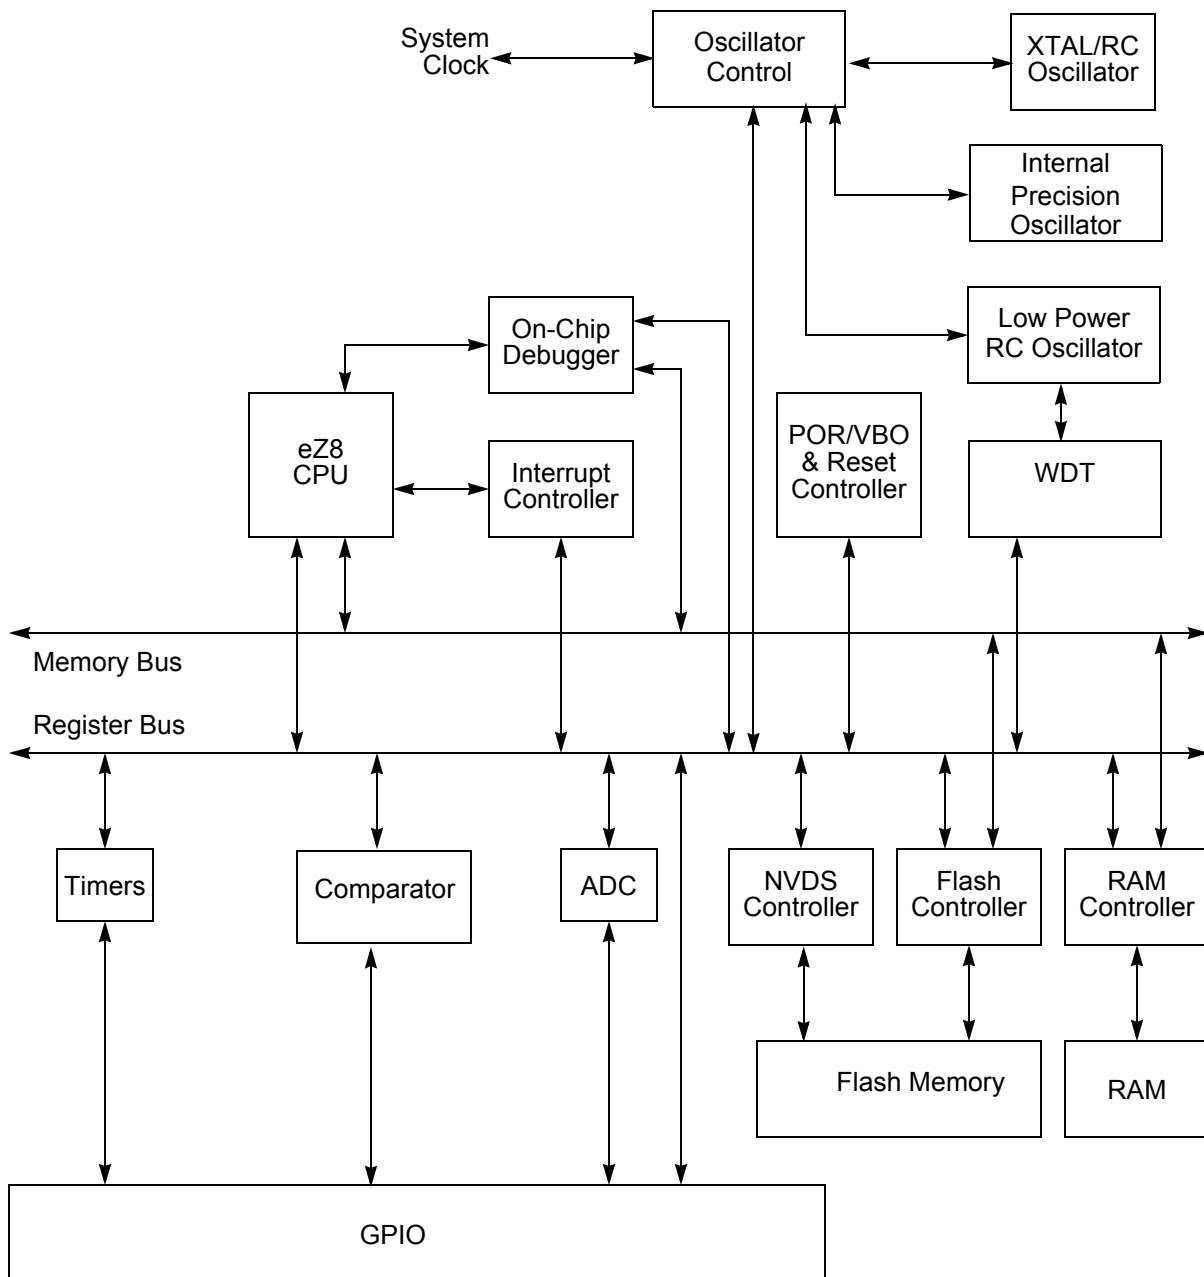 System
Clock
Oscillator
Control
XTAL/RC
Oscillator
Internal
Precision
Oscillator
On-Chip
Debugger
Low Power
RC Oscillator
eZ8
CPU
Interrupt
Controller
POR/VBO
& Reset
Controller
WDT
Memory Bus
Register Bus
Timers
Comparator
ADC
NVDS
Controller
Flash
Controller
RAM
Controller
Flash Memory
RAM
GPIO